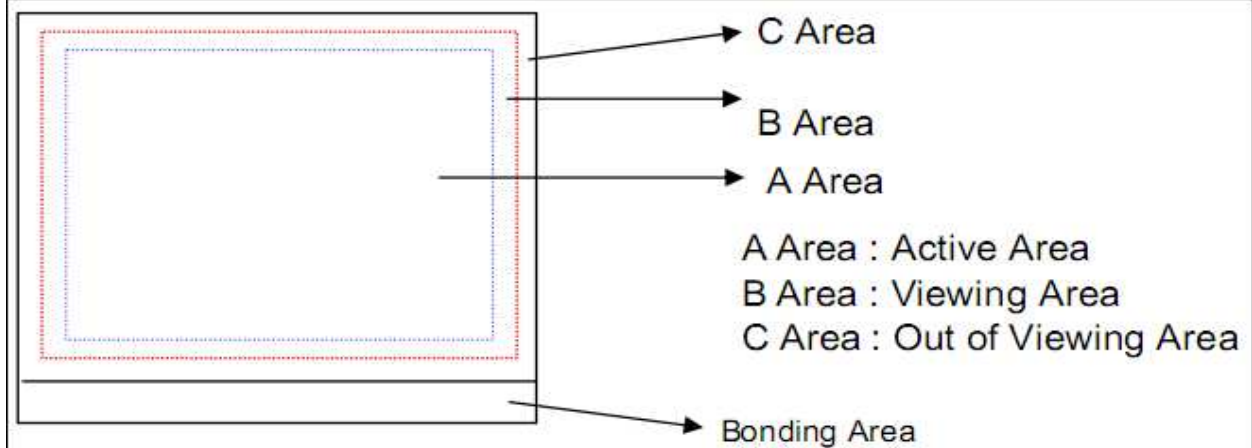 C Area
B Area
A Area
A Area : Active Area
B Area : Viewing Area
C Area : Out of Viewing Area
Bonding Area